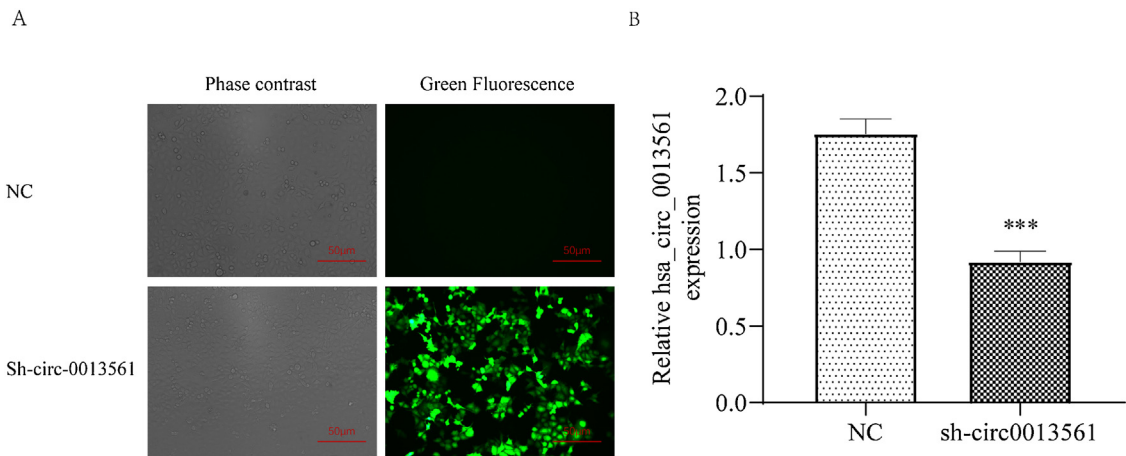 A
Phase contrast
Green Fluorescence
NC
50μm
50μm
Sh-circ-0013561
50μm
50μm
B
Relative hsa_circ_0013561
expression
2.0
1.5
1.0
0.5
0.0
***
NC
sh-circ0013561